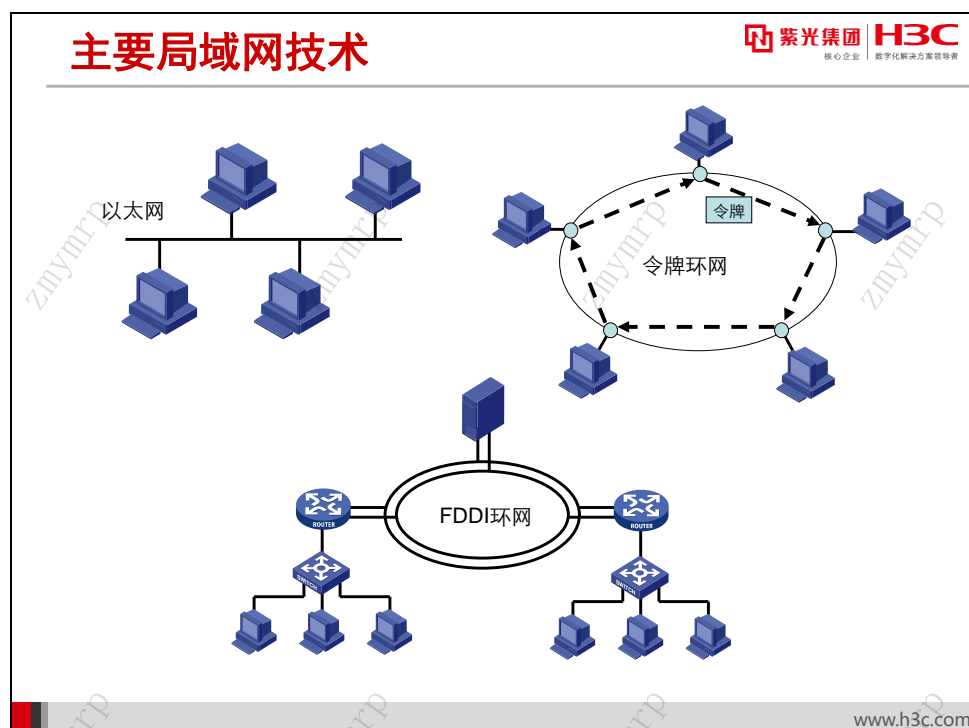 主要局域网技术
紫光集团 H3C
核心企业 数字化解决方案领导者
以太网
令牌
令牌环网
zmymrp
zmymrp
zmymrp
FDDI环网
ROUTER
ROUTER
SWITCH
SWITCH
zmymrp
zmymrp
zmymrp
www.h3c.com